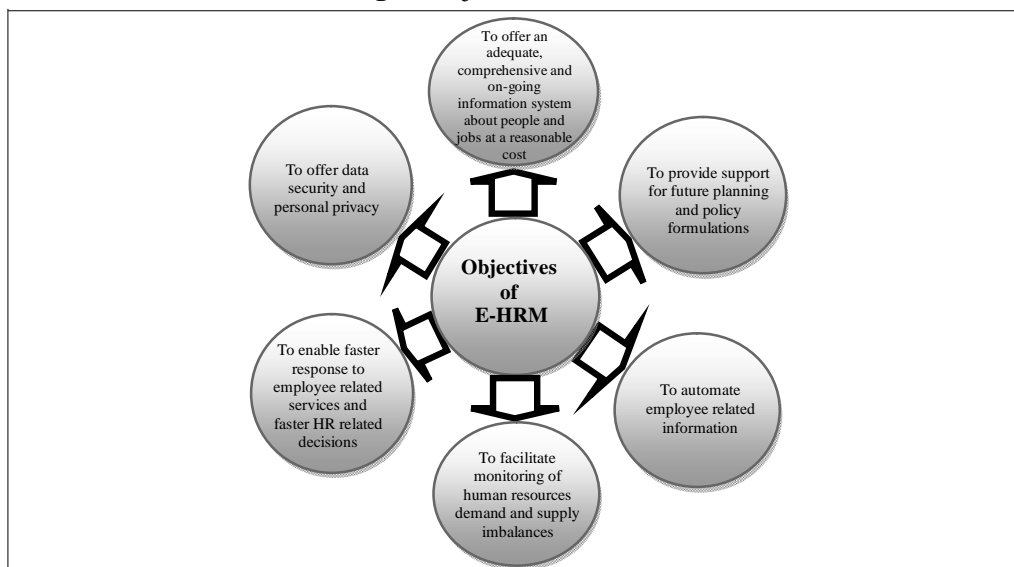 To offer an
adequate,
comprehensive and
on-going
information system
about people and
jobs at a reasonable
cost
To provide support
for future planning
and policy
formulations
To automate
employee related
information
To facilitate
monitoring of
human resources
demand and supply
imbalances
To enable faster
response to
employee related
services and
faster HR related
decisions
To offer data
security and
personal privacy
Objectives
of
E-HRM